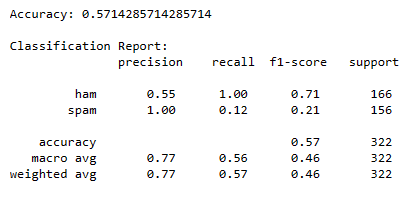 Accuracy: 0.5714285714285714
Classification Report:
precision recall f1-score support
ham 0.55 1.00 0.71 166
spam 1.00 0.12 0.21 156
accuracy 0.57 322
macro avg 0.77 0.56 0.46 322
weighted avg 0.77 0.57 0.46 322